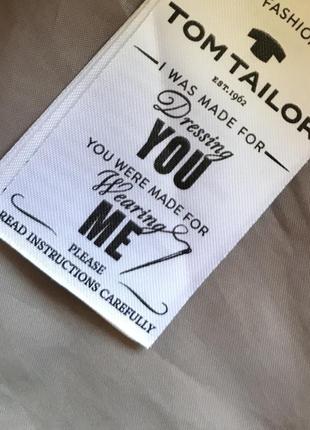 FASHION
TOM TAILOR
EST.1962
I WAS MADE FOR
Dressing
YOU
YOU WERE MADE FOR
Wearing
ME
PLEASE
READ INSTRUCTIONS CAREFULLY